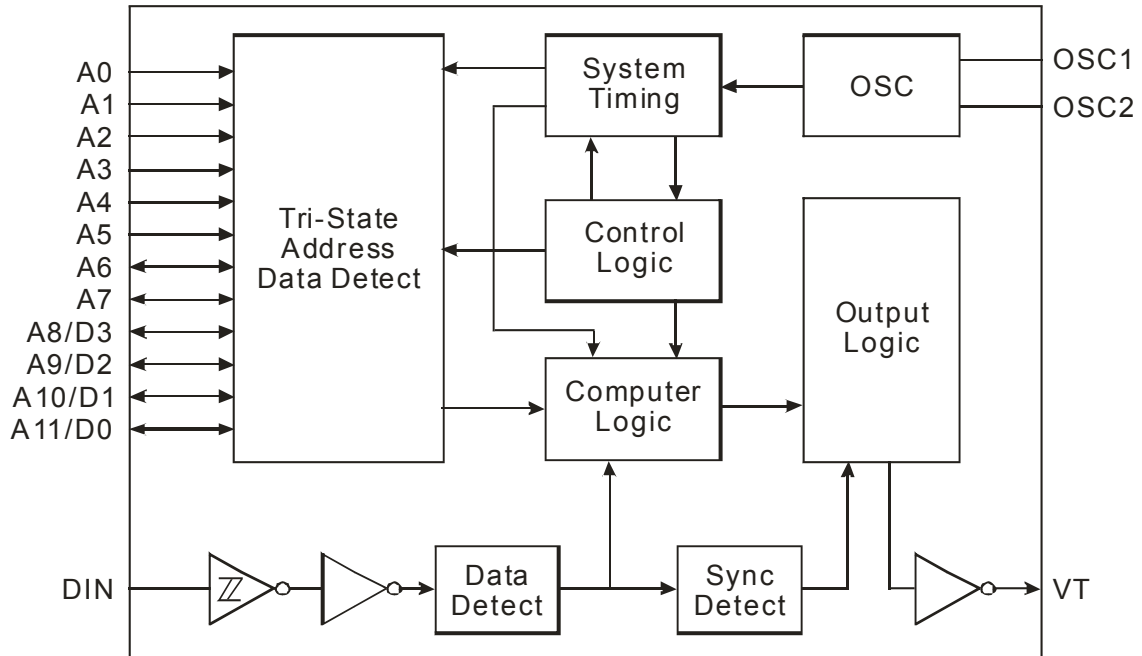 A0
A1
A2
A3
A4
A5
A6
A7
A8/D3
A9/D2
A10/D1
A11/D0
DIN
Tri-State
Address
Data Detect
System
Timing
Control
Logic
Computer
Logic
OSC
Output
Logic
OSC1
OSC2
Data
Detect
Sync
Detect
VT